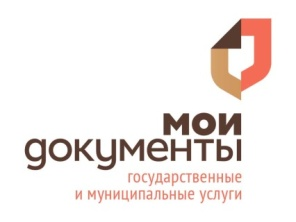 мои
документы
государственные
и муниципальные услуги